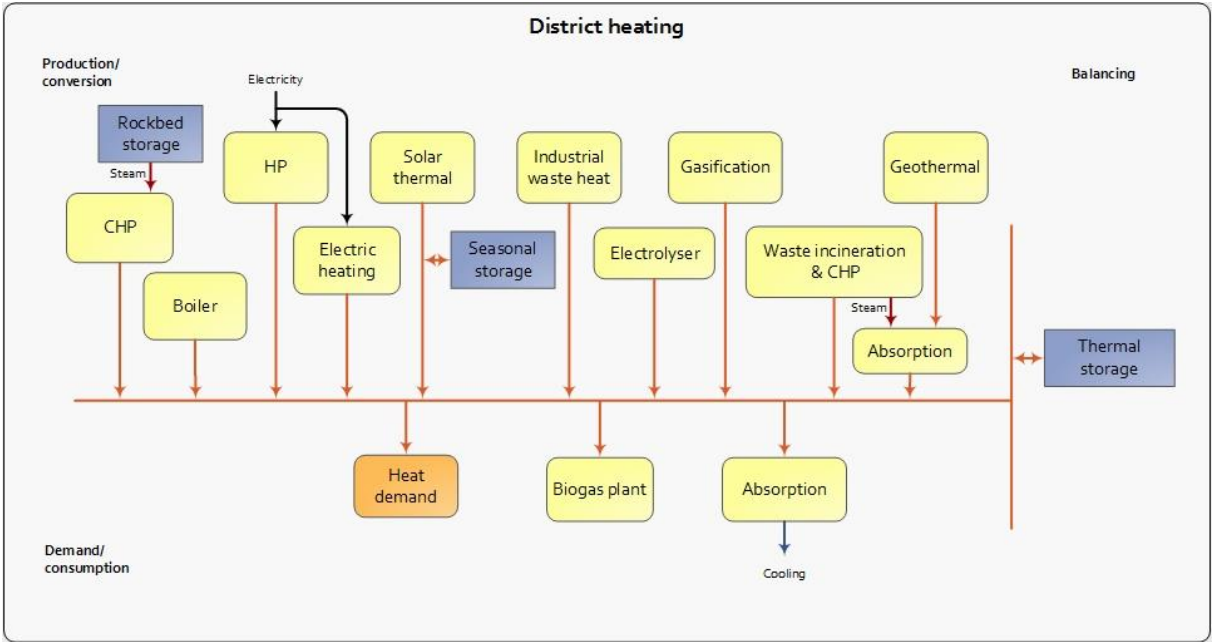 District heating
Production/
conversion
Balancing
Electricity
Rockbed
storage
Steam
CHP
Boiler
HP
Electric
heating
Solar
thermal
Seasonal
storage
Industrial
waste heat
Electrolyser
Gasification
Waste incineration
& CHP
Steam
Geothermal
Absorption
Thermal
storage
Heat
demand
Biogas plant
Absorption
Cooling
Demand/
consumption